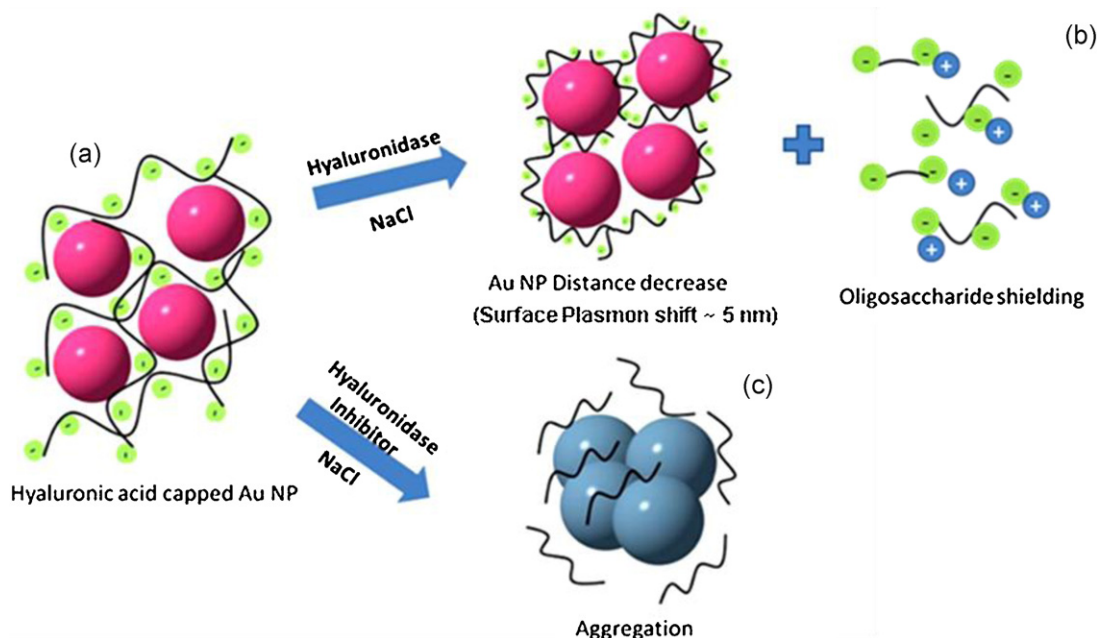 (a)
Hyaluronic acid capped Au NP
Hyaluronidase
NaCl
Au NP Distance decrease
(Surface Plasmon shift ~ 5 nm)
+
(b)
-
+
Oligosaccharide shielding
Hyaluronidase
Inhibitor
NaCl
(c)
Aggregation